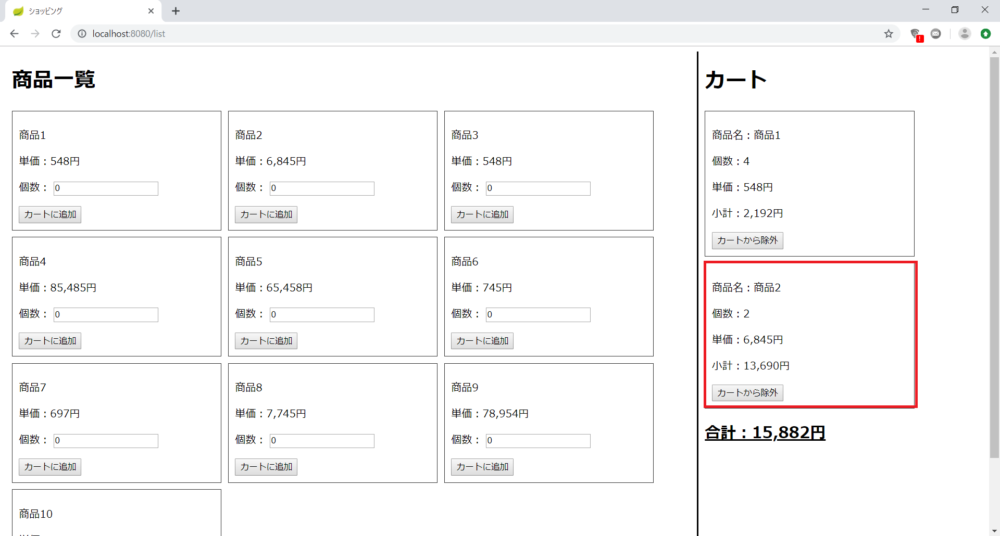 ショッピング
localhost:8080/list
商品一覧
商品1
単価：548円
個数： 0
カートに追加
商品2
単価：6,845円
個数： 0
カートに追加
商品3
単価：548円
個数： 0
カートに追加
商品4
単価：85,485円
個数： 0
カートに追加
商品5
単価：65,458円
個数： 0
カートに追加
商品6
単価：745円
個数： 0
カートに追加
商品7
単価：697円
個数： 0
カートに追加
商品8
単価：7,745円
個数： 0
カートに追加
商品9
単価：78,954円
個数： 0
カートに追加
商品10
カート
商品名：商品1
個数：4
単価：548円
小計：2,192円
カートから除外
商品名：商品2
個数：2
単価：6,845円
小計：13,690円
カートから除外
合計：15,882円